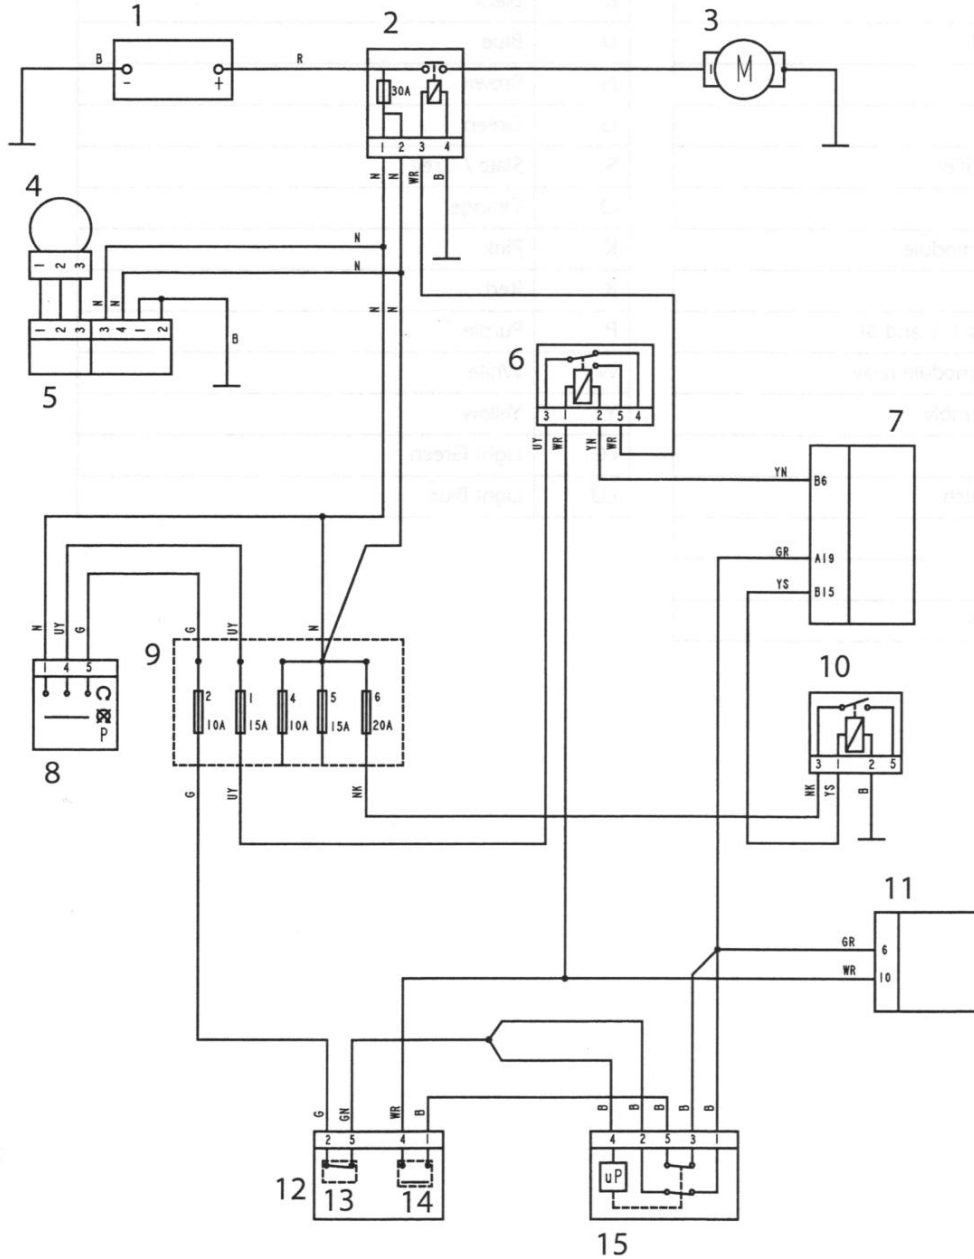 1
2
3
B
R
- +
30A
M
1
1 2 3 4
N N WR B
4
1 2 3
N
N
N N
N N
1 2 3 3 4 1 2
B
5
6
3 1 2 5 4
UY WR YN WR
7
YN B6
GR A19
YS B15
N UY G
G UY N
1 4 5
P
8
9
2 1 4 5 6
10A 15A 10A 15A 20A
G UY NK
10
3 1 2 5
NK YS B
11
GR 6
WR 10
G GN WR B
B B B B B
2 5 4 1
4 2 5 3 1
12
13
14
uP
15